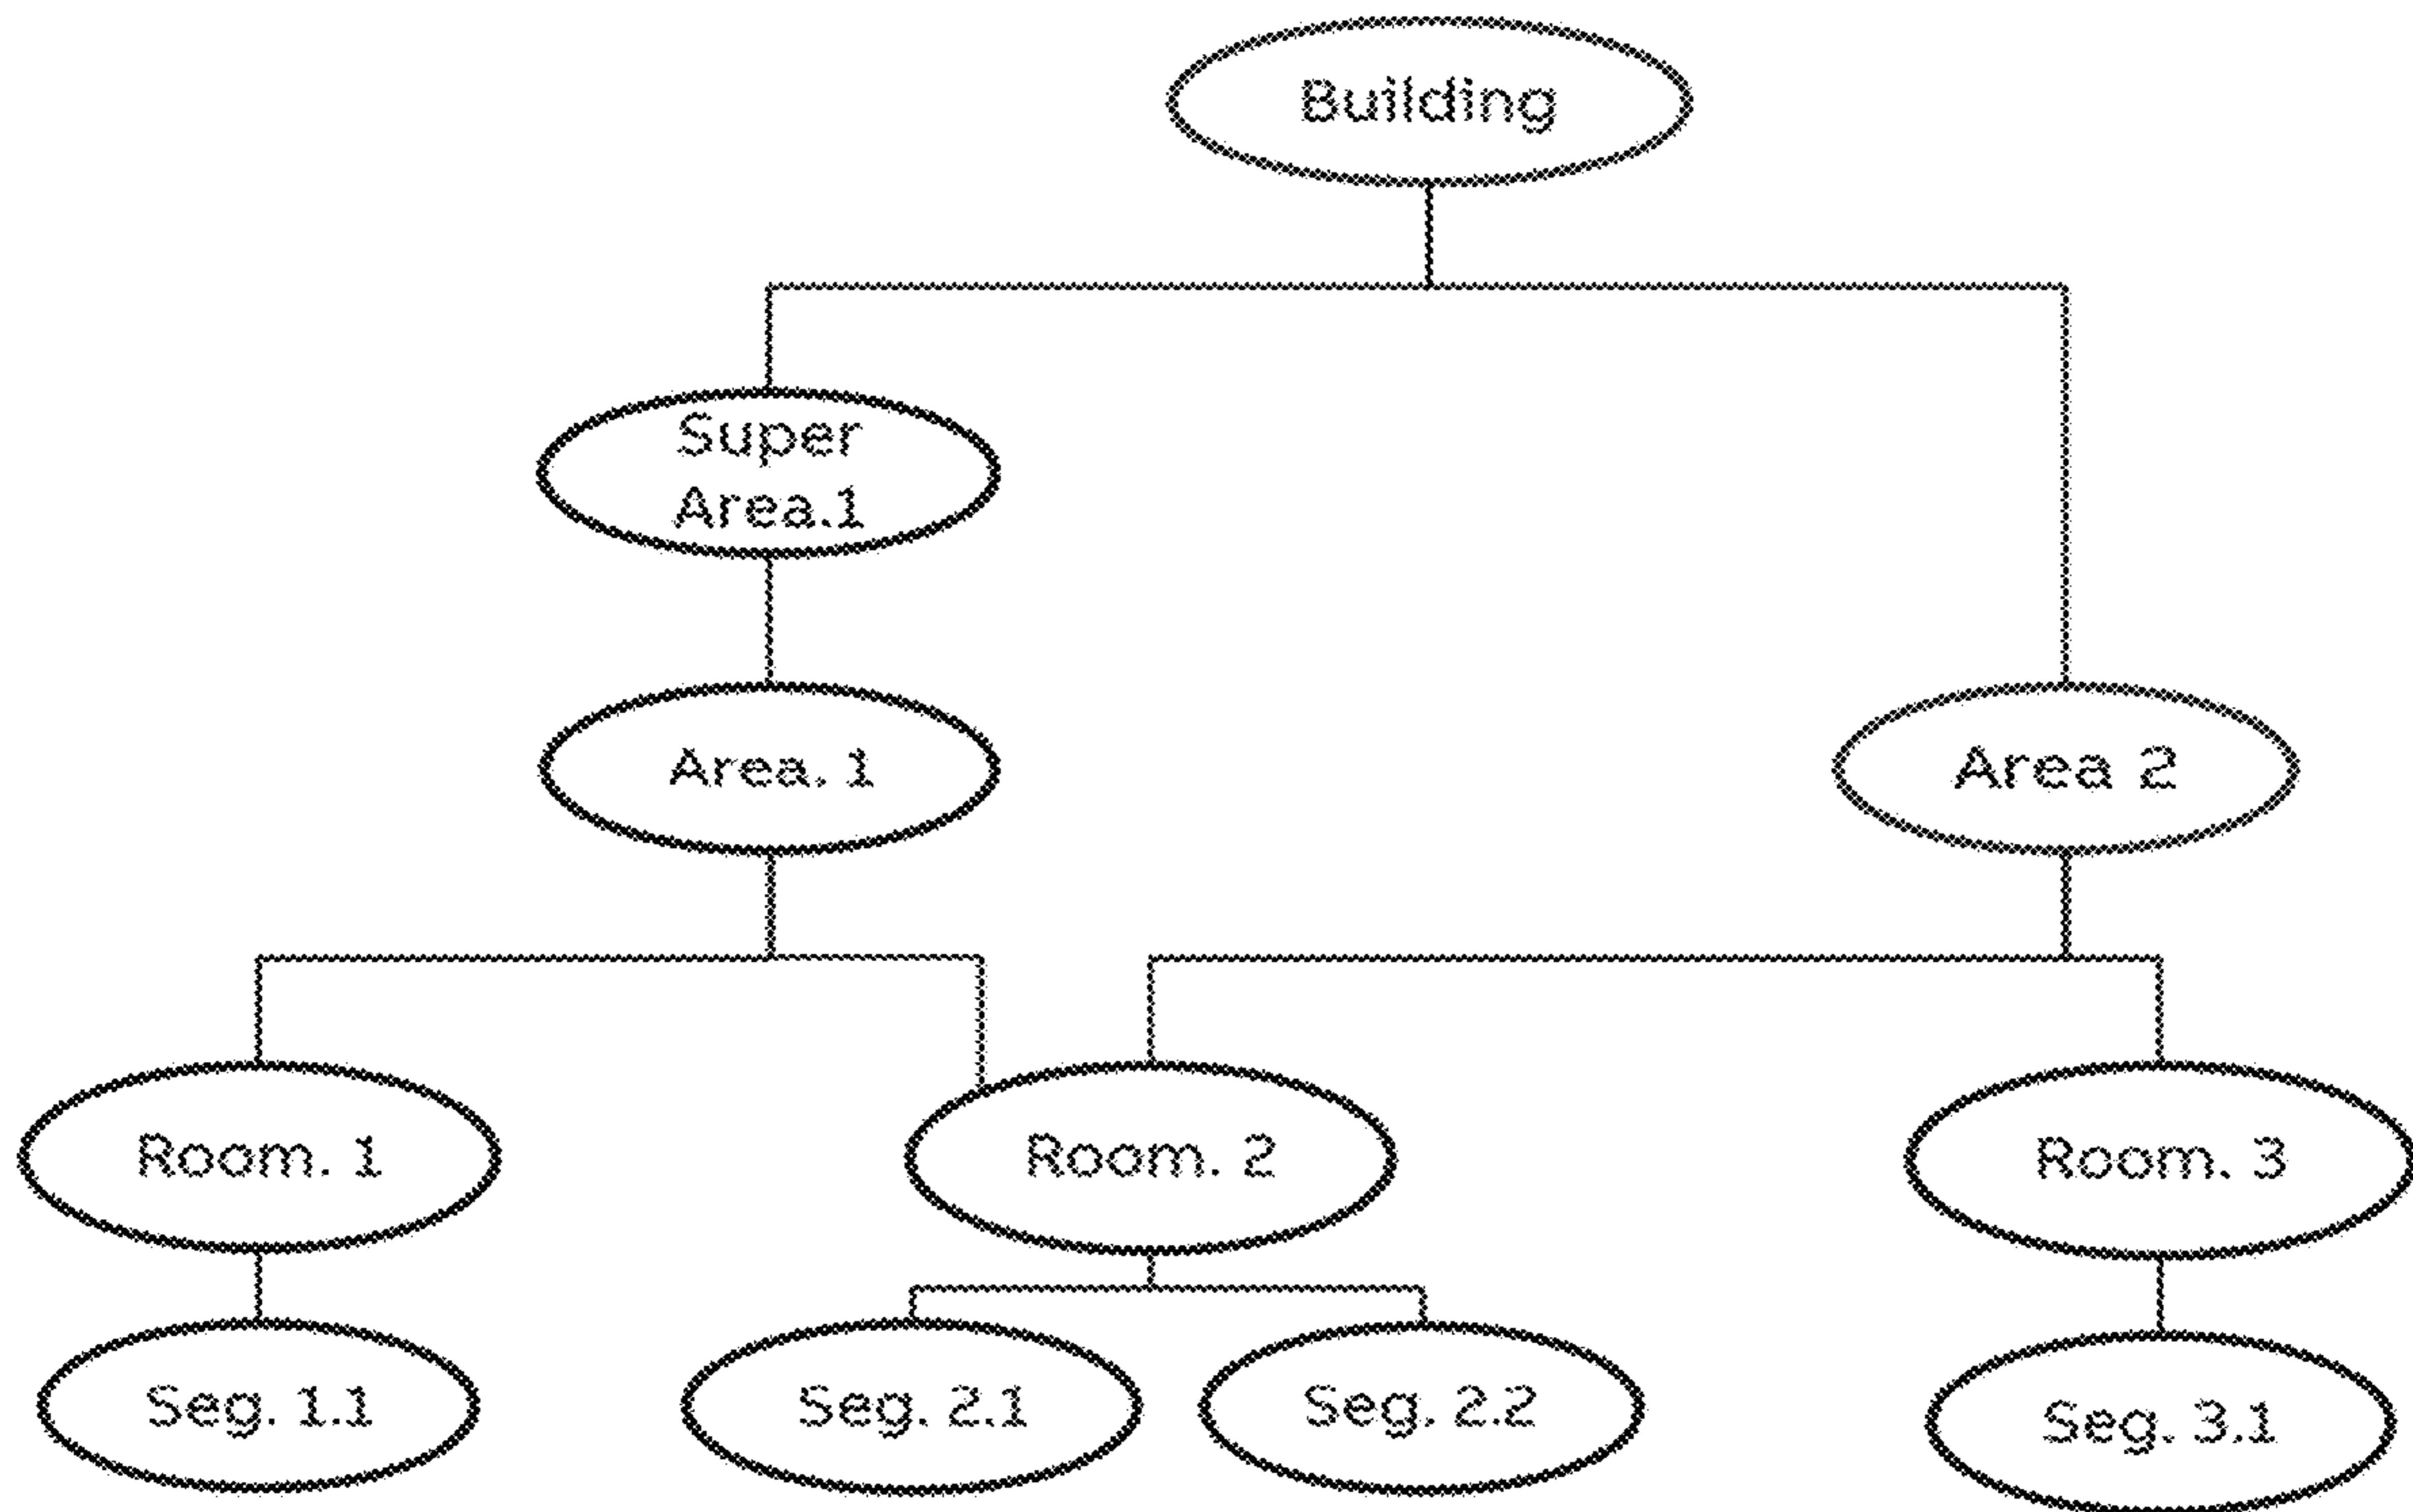 Building
Super
Area.1
Area. 1
Area 2
Room. 1
Room. 2
Room. 3
Seg. 1.1
Seg. 2.1
Seg. 2.2
Seg. 3.1